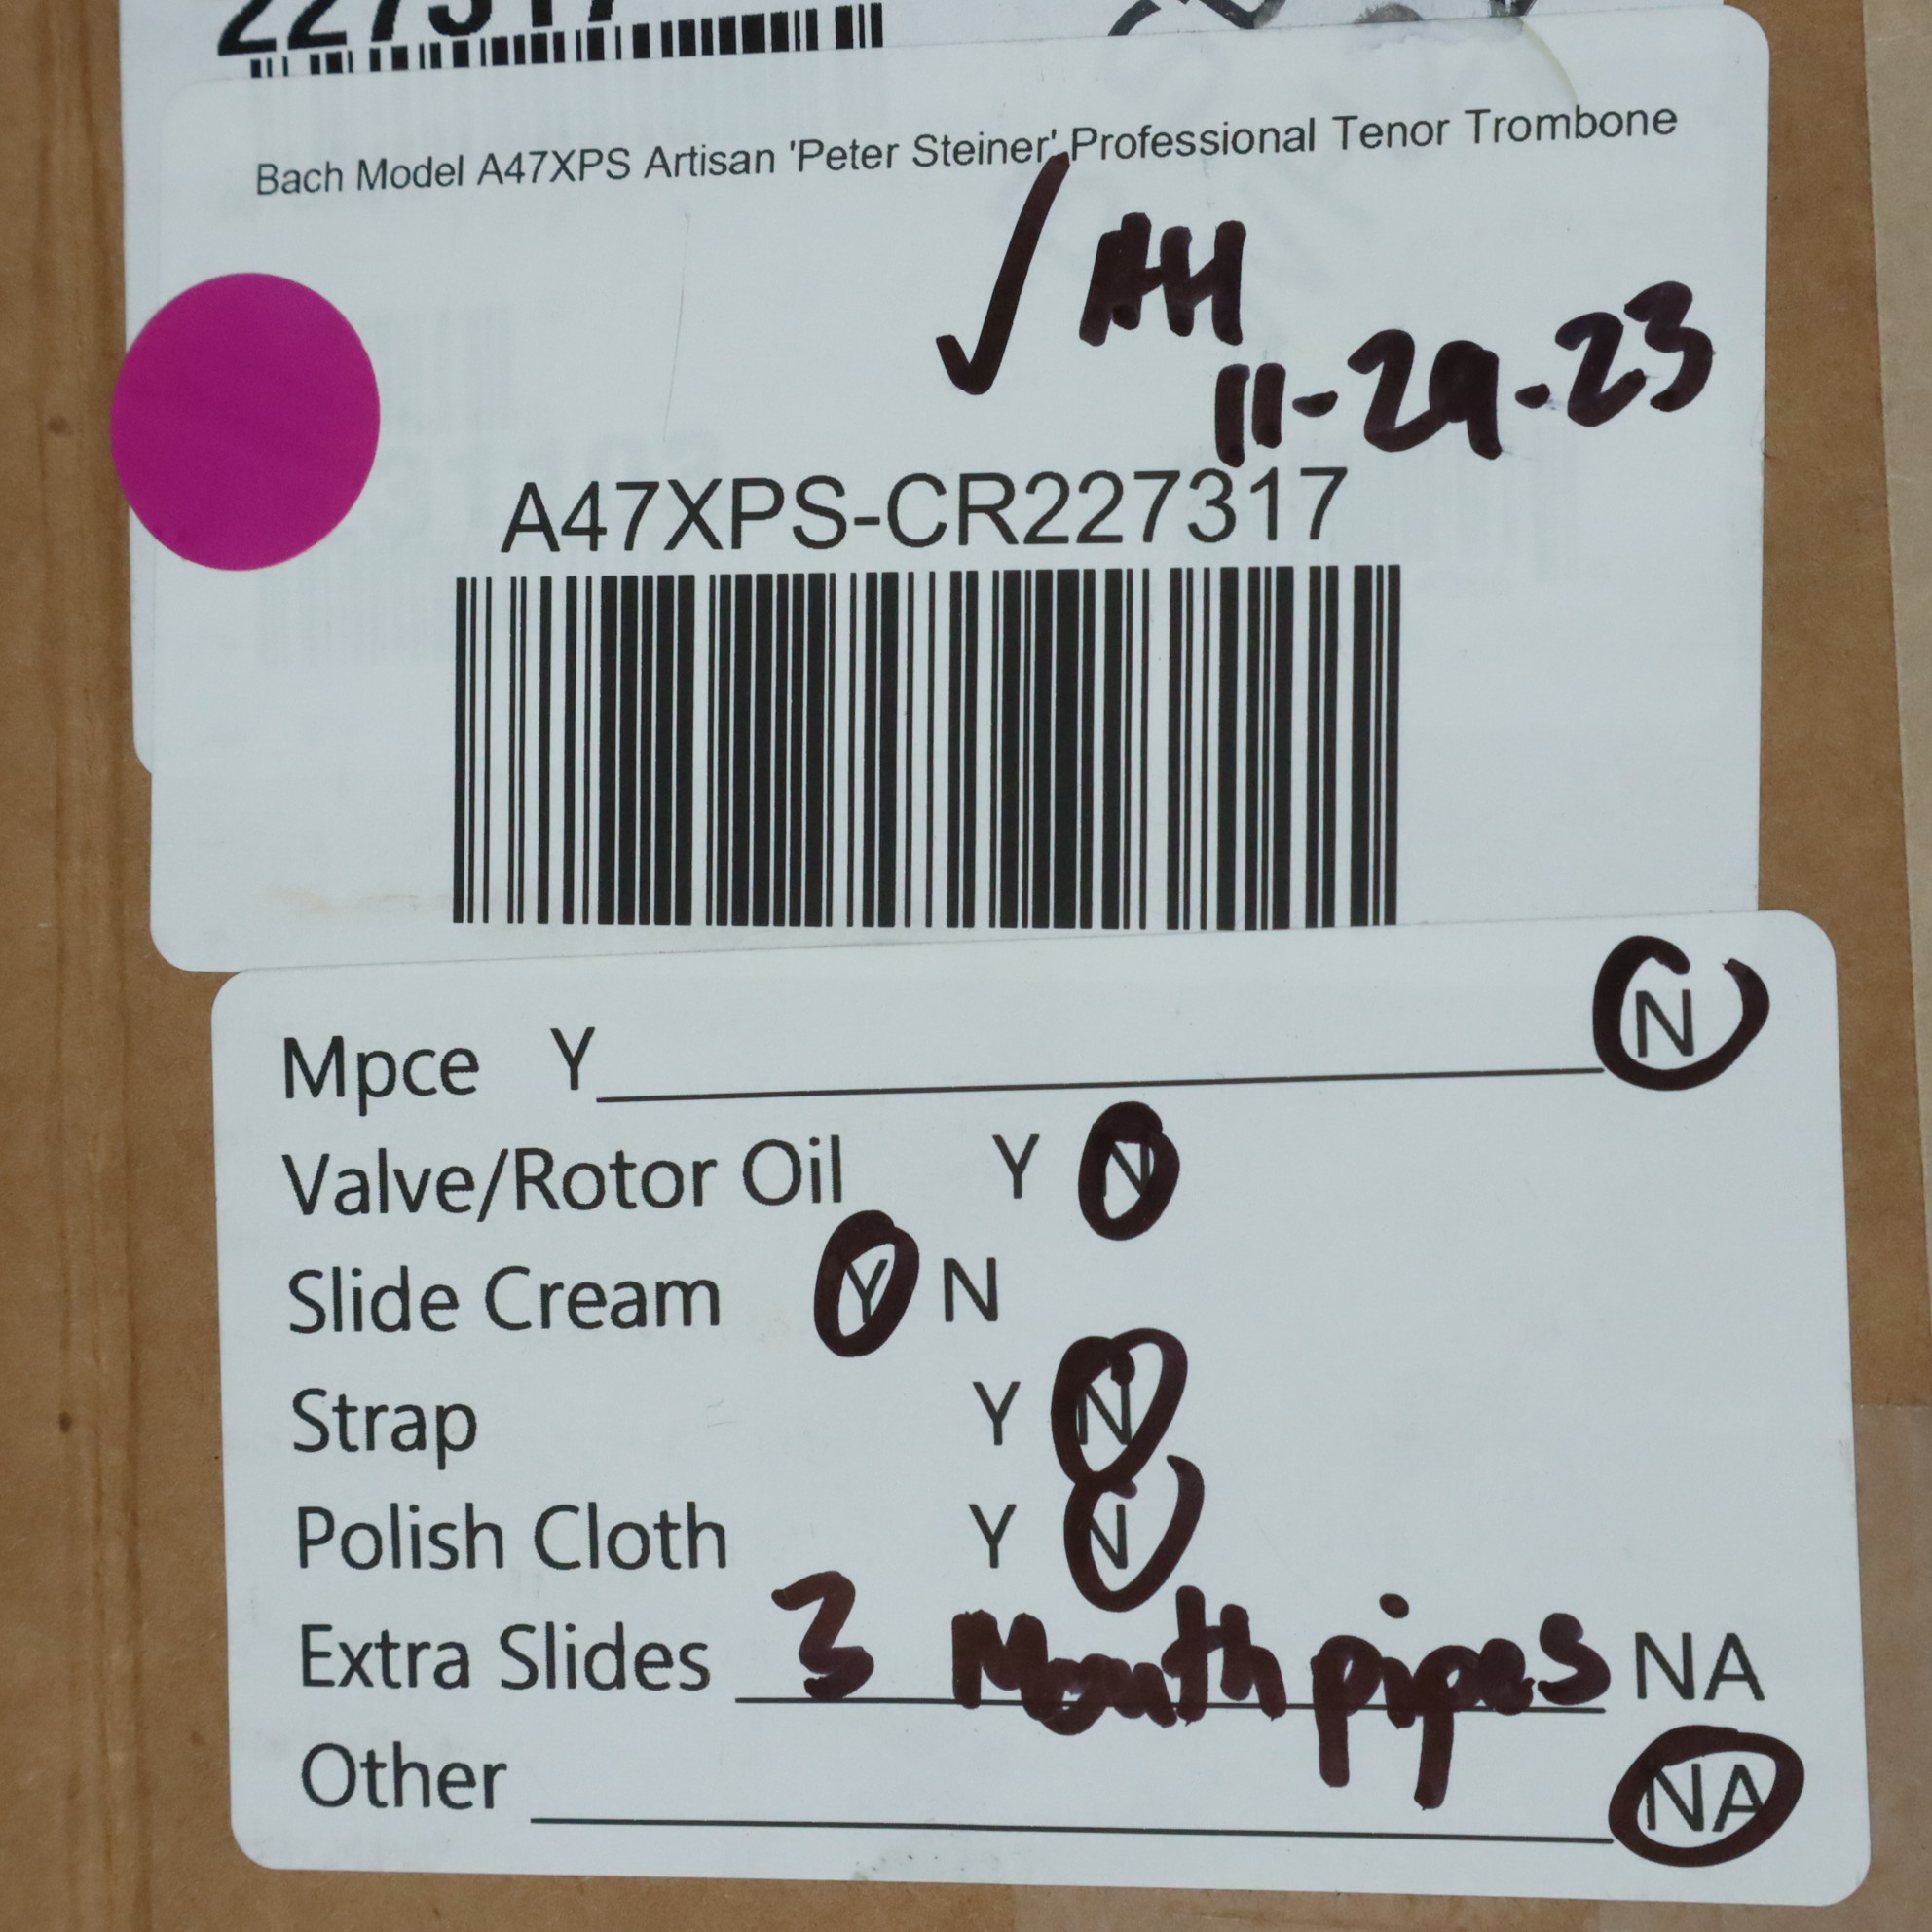 227317
Bach Model A47XPS Artisan 'Peter Steiner' Professional Tenor Trombone
✓ AH
11-29-23
A47XPS-CR227317
Mpce Y N
Valve/Rotor Oil Y N
Slide Cream Y N
Strap Y N
Polish Cloth Y N
Extra Slides 3 Mouthpipes NA
Other NA